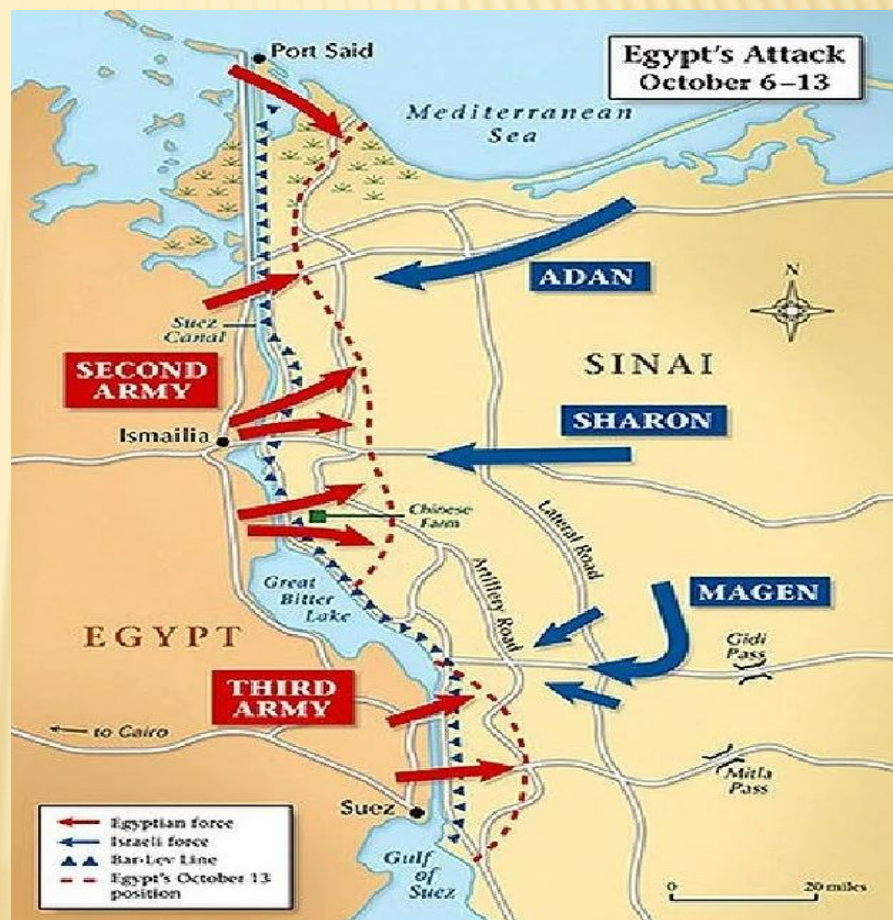 Port Said
Egypt's Attack
October 6–13
Mediterranean
Sea
ADAN
N
Suez
Canal
SINAI
SECOND
ARMY
SHARON
Ismailia
Chinese
Farm
Lateral Road
Artillery Road
Great
Bitter
Lake
MAGEN
EGYPT
Gidi
Pass
THIRD
ARMY
to Cairo
Mitla
Pass
Suez
Egyptian force
Israeli force
Bar-Lev Line
Egypt's October 13
position
Gulf
of
Suez
0 20 miles